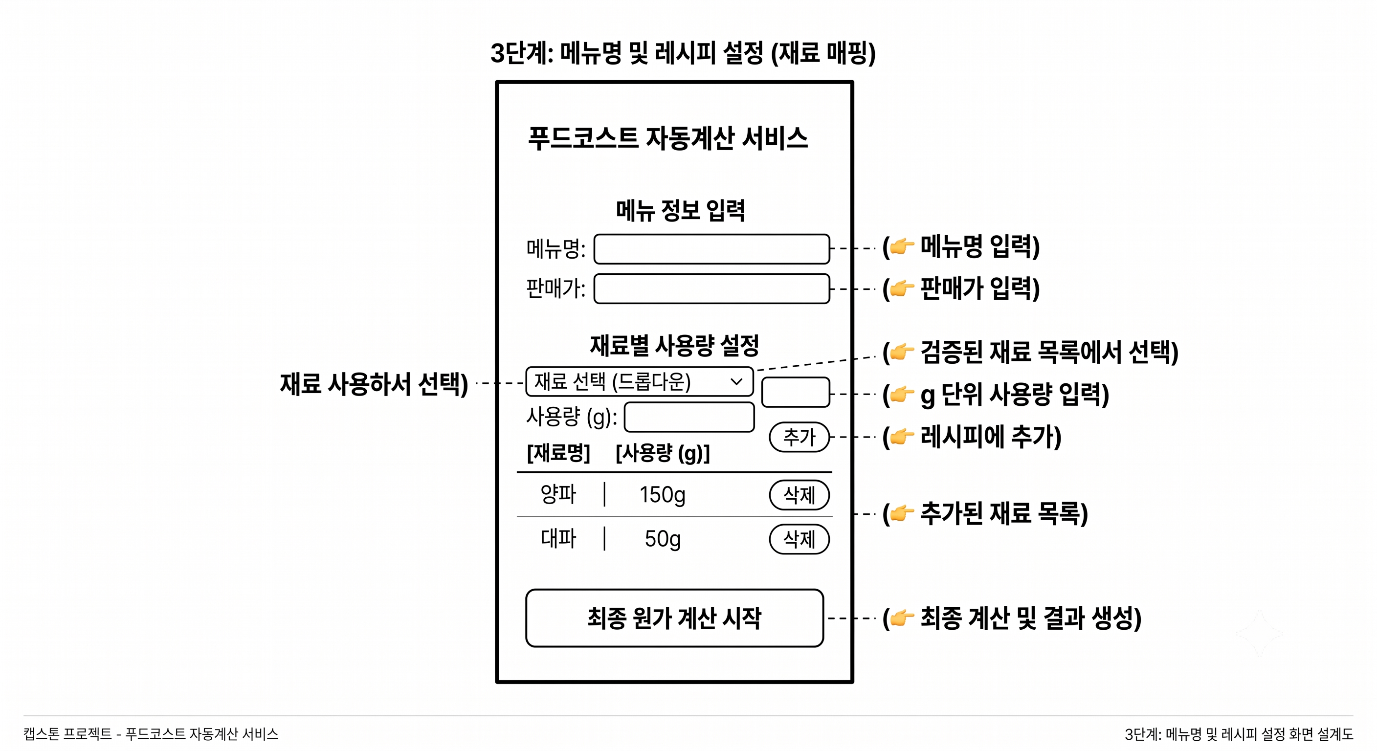 3단계: 메뉴명 및 레시피 설정 (재료 매핑)
푸드코스트 자동계산 서비스
메뉴 정보 입력
메뉴명:
(👉 메뉴명 입력)
판매가:
(👉 판매가 입력)
재료별 사용량 설정
(👉 검증된 재료 목록에서 선택)
재료 사용하서 선택)
재료 선택 (드롭다운)
(👉 g 단위 사용량 입력)
사용량 (g):
추가
(👉 레시피에 추가)
[재료명] [사용량 (g)]
양파 | 150g 삭제
(👉 추가된 재료 목록)
대파 | 50g 삭제
최종 원가 계산 시작
(👉 최종 계산 및 결과 생성)
캡스톤 프로젝트 - 푸드코스트 자동계산 서비스
3단계: 메뉴명 및 레시피 설정 화면 설계도